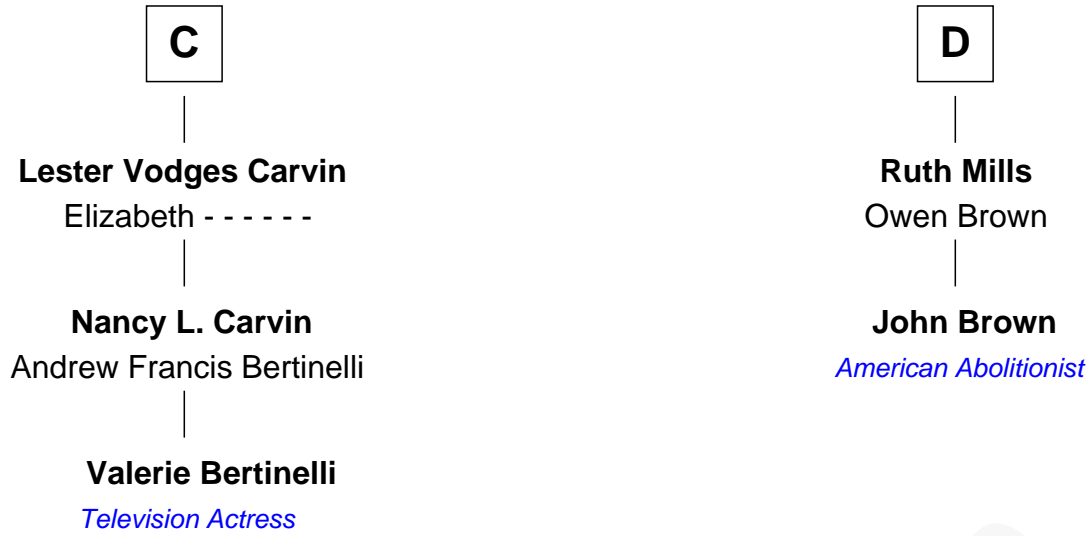 C
Lester Vodges Carvin
Elizabeth - - - - - -
Nancy L. Carvin
Andrew Francis Bertinelli
Valerie Bertinelli
Television Actress
D
Ruth Mills
Owen Brown
John Brown
American Abolitionist